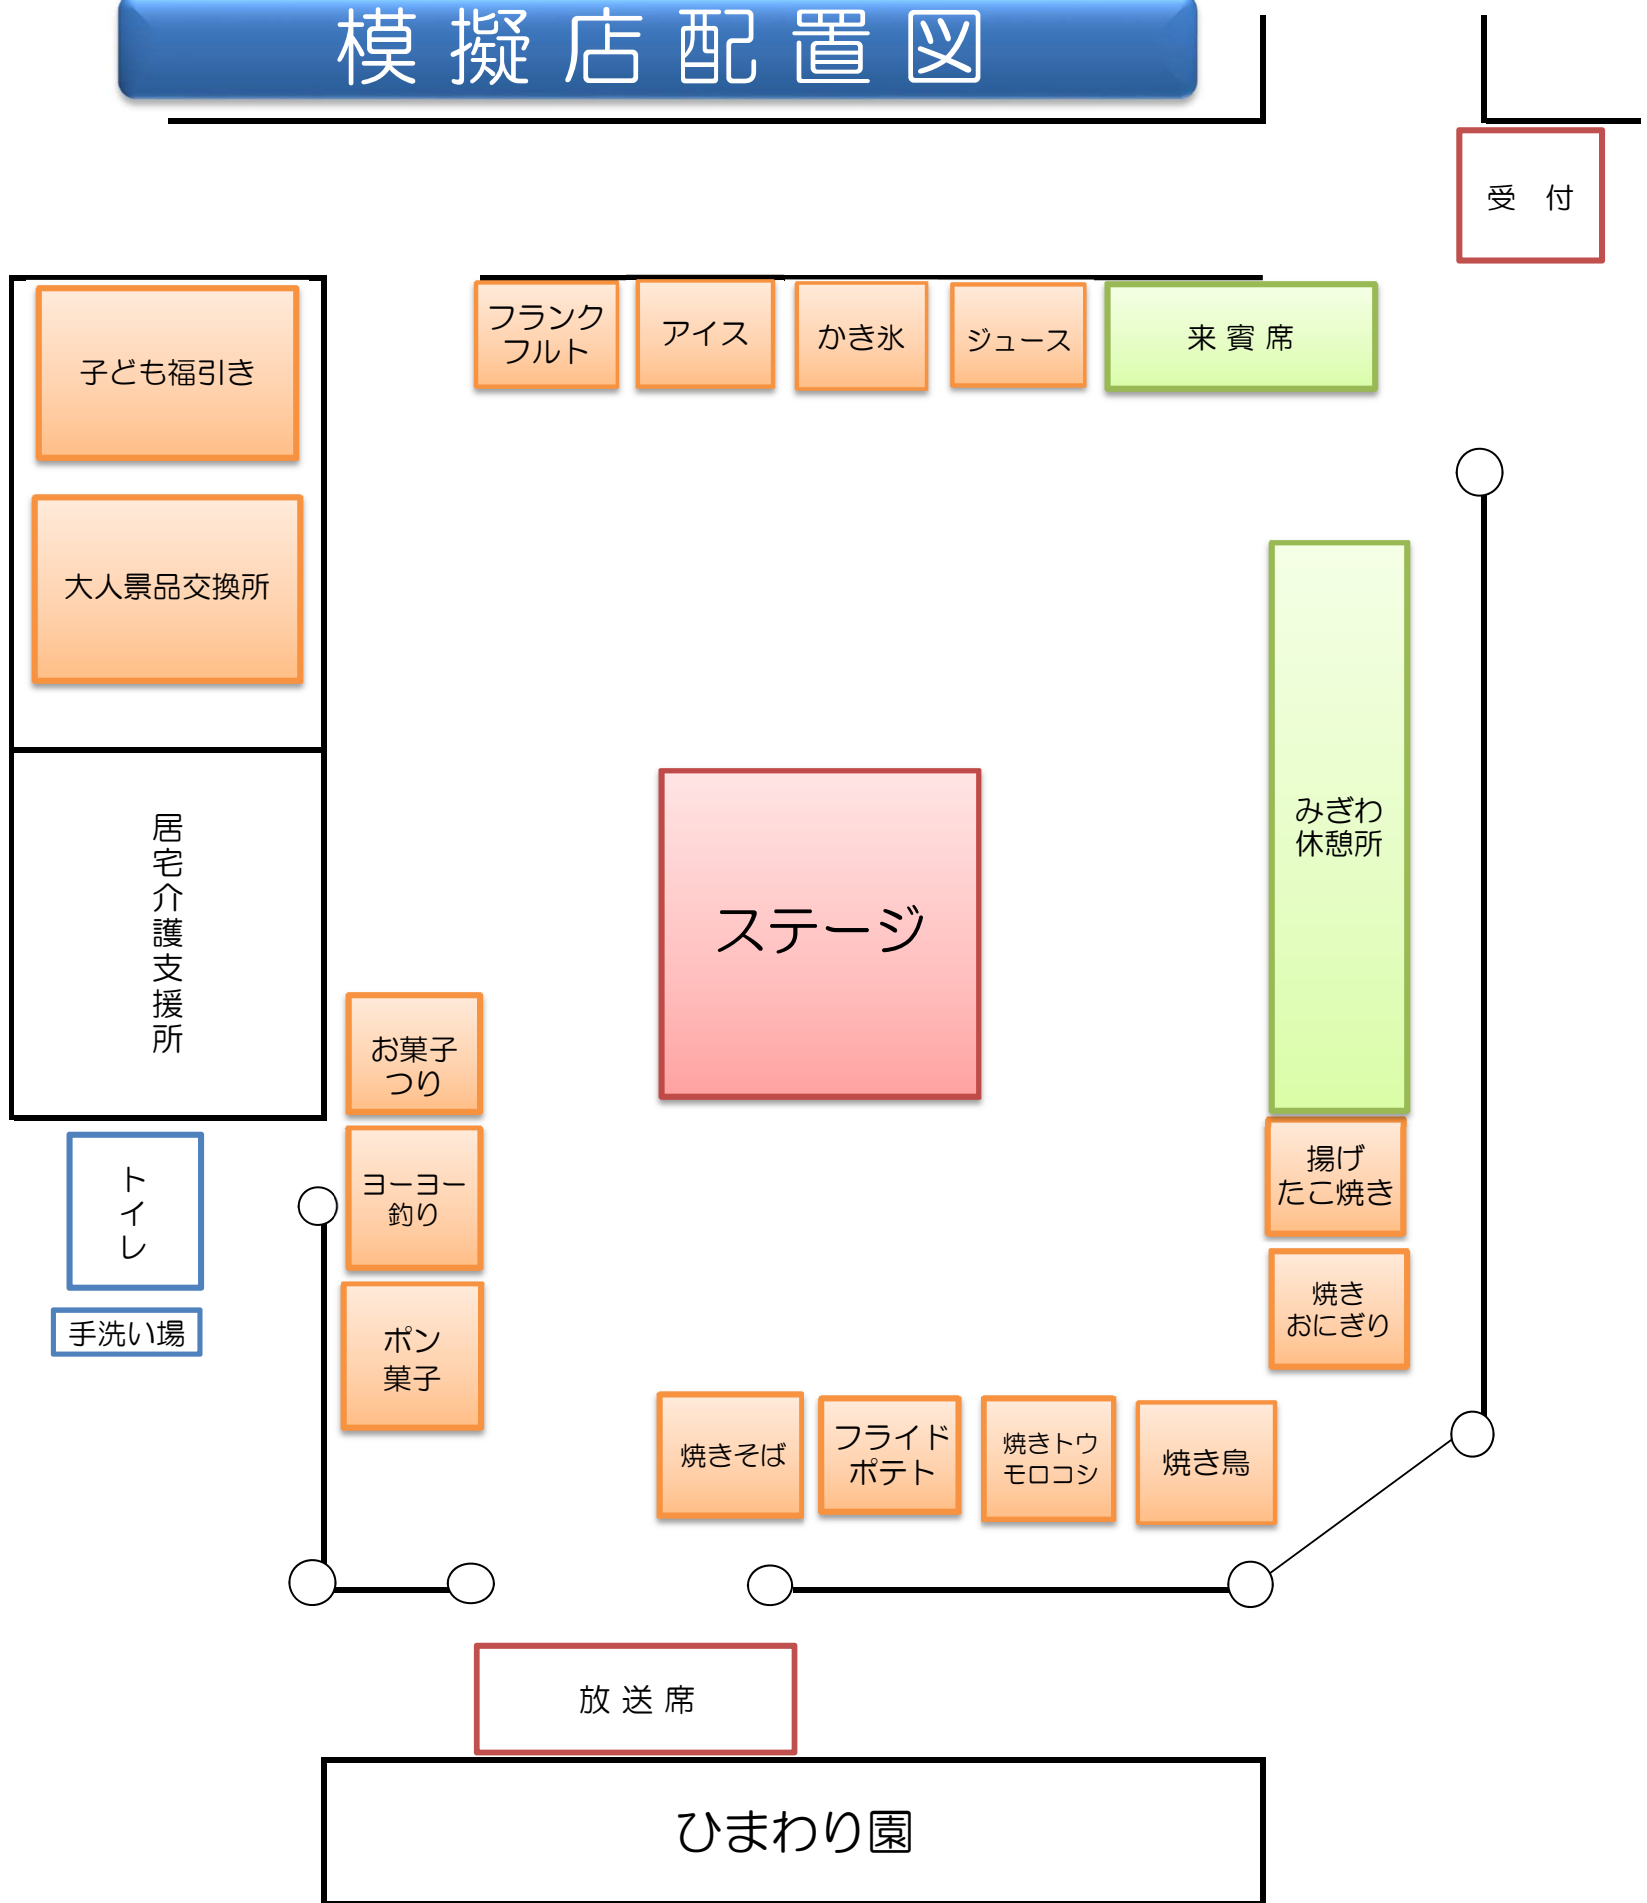 模擬店配置図
受　付
フランク
フルト
アイス
かき氷
ジュース
来賓席
子ども福引き
大人景品交換所
みぎわ
休憩所
居宅介護支援所
ステージ
お菓子
つり
ヨーヨー
釣り
ポン
菓子
トイレ
手洗い場
揚げ
たこ焼き
焼き
おにぎり
焼きそば
フライド
ポテト
焼きトウ
モロコシ
焼き鳥
放送席
ひまわり園